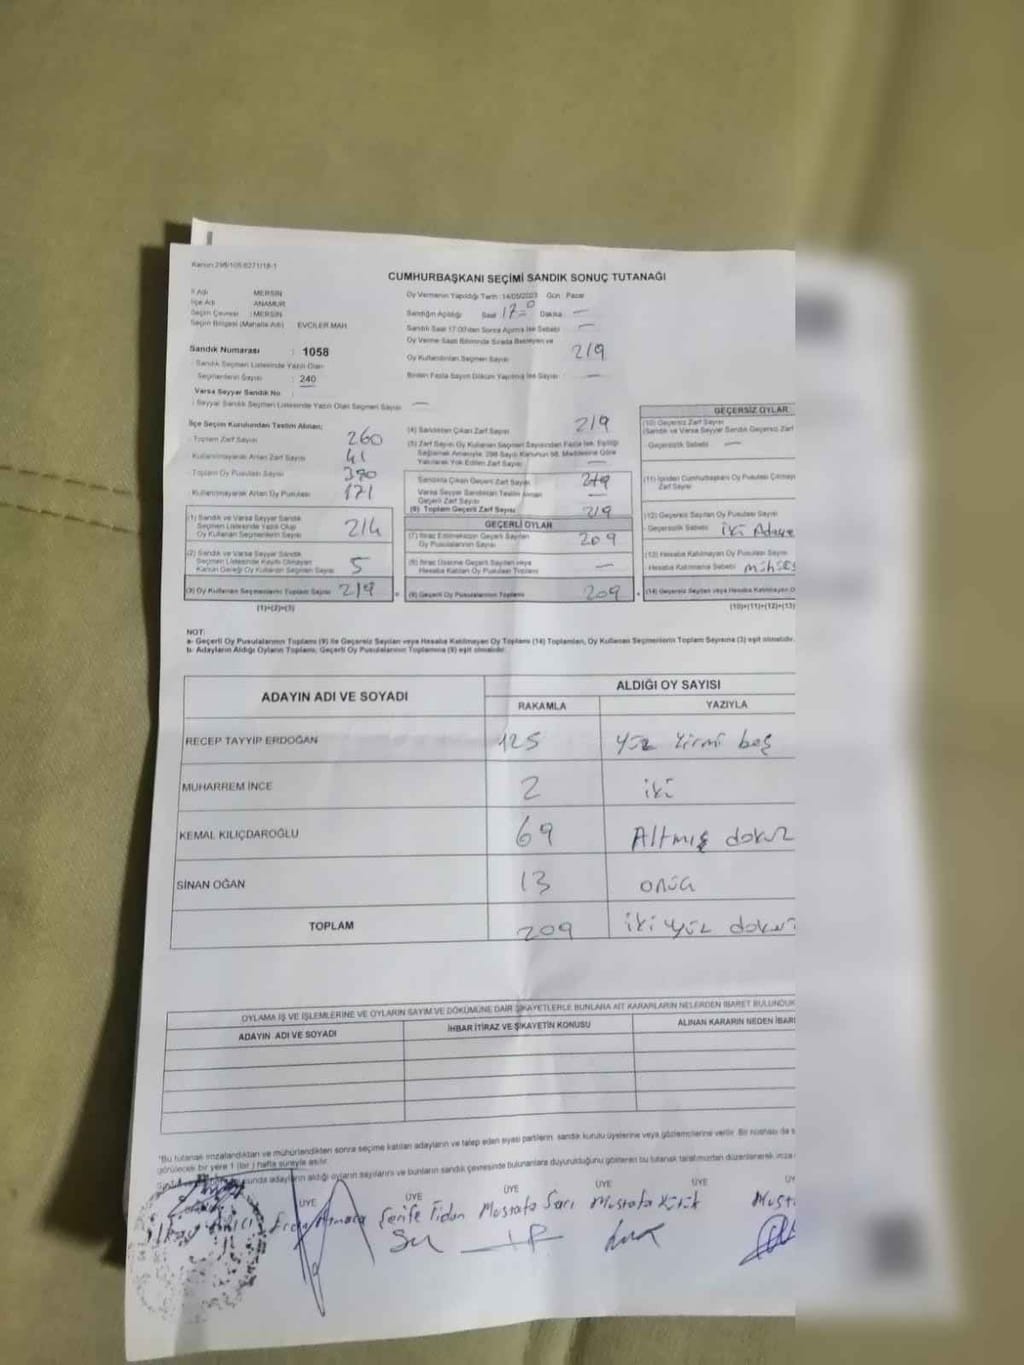 Kanun:298/105-6271/18-1
CUMHURBAŞKANI SEÇİMİ SANDIK SONUÇ TUTANAĞI
İl Adı : MERSİN
İlçe Adı : ANAMUR
Seçim Çevresi : MERSİN
Seçim Bölgesi (Mahalle Adı) : EVCİLER MAH.
Sandık Numarası : 1058
Sandık Seçmen Listesinde Yazılı Olan
Seçmenlerin Sayısı : 240
Varsa Seyyar Sandık No :
Seyyar Sandık Seçmen Listesinde Yazılı Olan Seçmen Sayısı —
Oy Vermenin Yapıldığı Tarih : 14/05/2023 Gün : Pazar
Sandığın Açıldığı Saat 17:0 Dakika : —
Sandık Saat 17:00'den Sonra Açılmış İse Sebebi —
Oy Verme Saati Bitiminde Sırada Bekleyen ve
Oy Kullandırılan Seçmen Sayısı 219
Birden Fazla Sayım Döküm Yapılmış İse Sayısı : —
İlçe Seçim Kurulundan Teslim Alınan;
- Toplam Zarf Sayısı 260
Kullanılmayarak Artan Zarf Sayısı 41
- Toplam Oy Pusulası Sayısı 390
Kullanılmayarak Artan Oy Pusulası 171
(1) Sandık ve Varsa Seyyar Sandık
Seçmen Listesinde Yazılı Olup
Oy Kullanan Seçmenlerin Sayısı 214
(2) Sandık ve Varsa Seyyar Sandık
Seçmen Listesinde Kayıtlı Olmayan
Kanun Gereği Oy Kullanan Seçmen Sayısı 5
(3) Oy Kullanan Seçmenlerin Toplam Sayısı 219
(1)+(2)=(3)
(4) Sandıktan Çıkan Zarf Sayısı 219
(5) Zarf Sayısı Oy Kullanan Seçmen Sayısından Fazla İse, Eşitliği
Sağlamak Amacıyla, 298 Sayılı Kanunun 98. Maddesine Göre
Yakılarak Yok Edilen Zarf Sayısı —
Sandıkta Çıkan Geçerli Zarf Sayısı 219
Varsa Seyyar Sandıktan Teslim Alınan
Geçerli Zarf Sayısı —
(6) Toplam Geçerli Zarf Sayısı 219
GEÇERLİ OYLAR
(7) İtiraz Edilmeksizin Geçerli Sayılan
Oy Pusulalarının Sayısı 209
(8) İtiraz Üzerine Geçerli Sayılan veya
Hesaba Katılan Oy Pusulası Toplamı —
(9) Geçerli Oy Pusulalarının Toplamı 209
GEÇERSİZ OYLAR
(10) Geçersiz Zarf Sayısı
(Sandık ve Varsa Seyyar Sandık Geçersiz Zarf
Geçersizlik Sebebi —
(11) İçinden Cumhurbaşkanı Oy Pusulası Çıkmayan
Zarf Sayısı
(12) Geçersiz Sayılan Oy Pusulası Sayısı
- Geçersizlik Sebebi iki Adaya
(13) Hesaba Katılmayan Oy Pusulası Sayısı
- Hesaba Katılmama Sebebi
(14) Geçersiz Sayılan veya Hesaba Katılmayan O
(10)+(11)+(12)+(13)
NOT:
a- Geçerli Oy Pusulalarının Toplamı (9) ile Geçersiz Sayılan veya Hesaba Katılmayan Oy Toplamı (14) Toplamları, Oy Kullanan Seçmenlerin Toplam Sayısına (3) eşit olmalıdır.
b- Adayların Aldığı Oyların Toplamı, Geçerli Oy Pusulalarının Toplamına (9) eşit olmalıdır.
ADAYIN ADI VE SOYADI
ALDIĞI OY SAYISI
RAKAMLA YAZIYLA
RECEP TAYYİP ERDOĞAN 125 yüz yirmi beş
MUHARREM İNCE 2 iki
KEMAL KILIÇDAROĞLU 69 Altmış dokuz
SİNAN OĞAN 13 onüç
TOPLAM 209 iki yüz dokuz
OYLAMA İŞ VE İŞLEMLERİNE VE OYLARIN SAYIM VE DÖKÜMÜNE DAİR ŞİKAYETLERLE BUNLARA AİT KARARLARIN NELERDEN İBARET BULUNDUK
ADAYIN ADI VE SOYADI İHBAR İTİRAZ VE ŞİKAYETİN KONUSU ALINAN KARARIN NEDEN İBARE
"Bu tutanak imzalandıktan ve mühürlendikten sonra seçime katılan adayların ve talep eden siyasi partilerin sandık kurulu üyelerine veya gözlemcilerine verilir. Bir nüshası da s
görülecek bir yere 1 (bir) hafta süreyle asılır.
sunda adayların aldığı oyların sayılarını ve bunların sandık çevresinde bulunanlara duyurulduğunu gösteren bu tutanak tarafımızdan düzenlenerek imza
ÜYE ÜYE ÜYE ÜYE ÜYE ÜY
Şerife Fidan Mustafa Sarı Mustafa